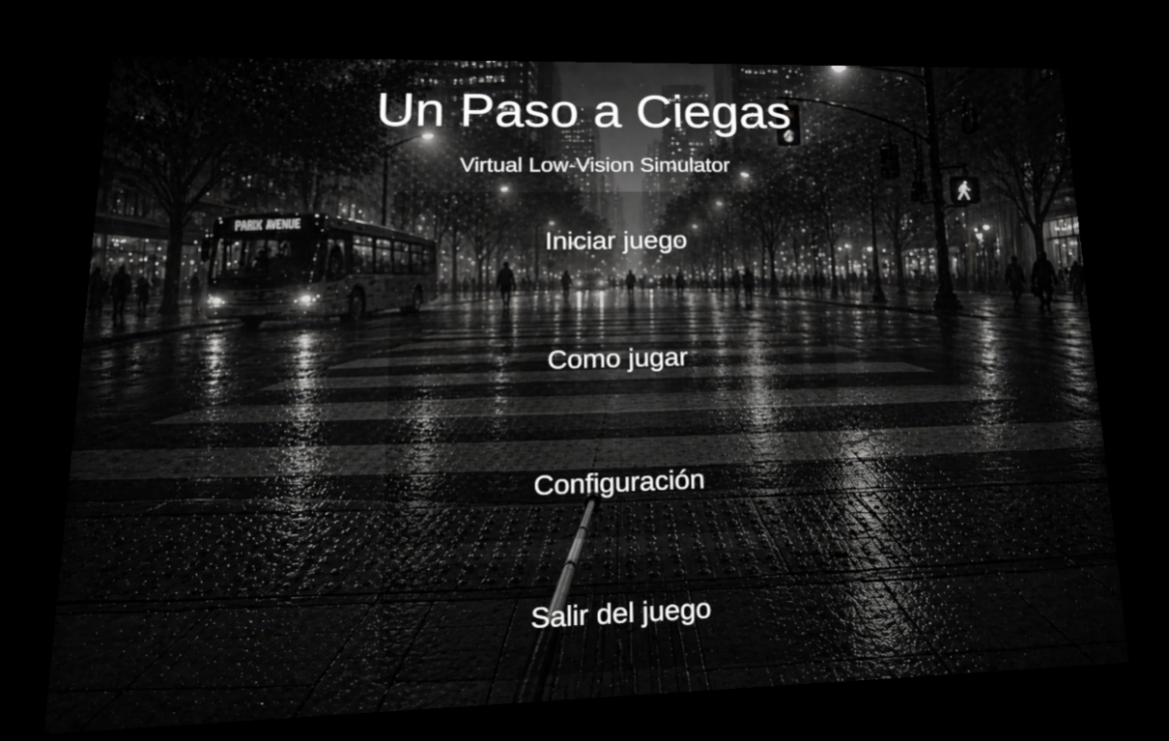 Un Paso a Ciegas
Virtual Low-Vision Simulator
PARK AVENUE
Iniciar juego
Como jugar
Configuración
Salir del juego